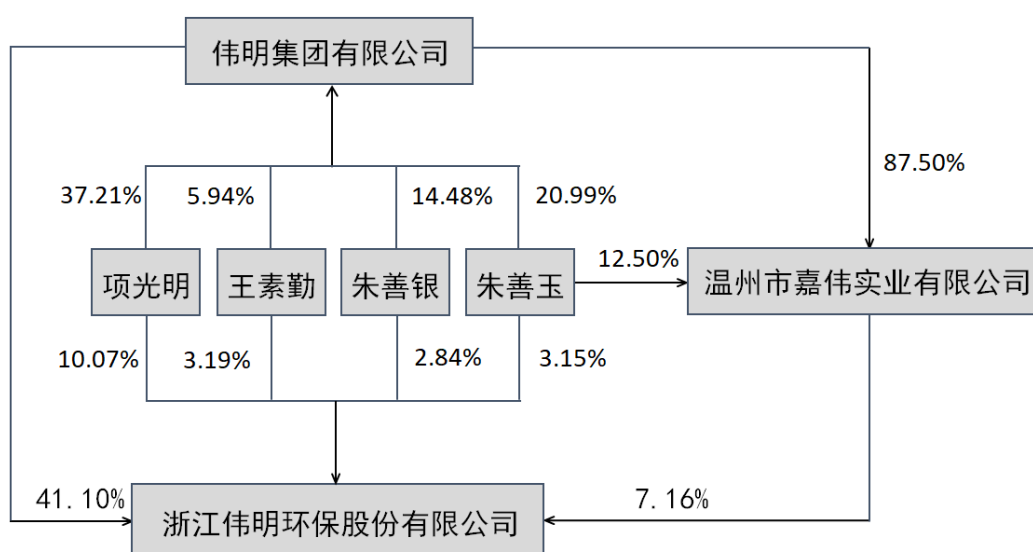 伟明集团有限公司
87.50%
37.21%
5.94%
14.48%
20.99%
项光明
王素勤
朱善银
朱善玉
12.50%
温州市嘉伟实业有限公司
10.07%
3.19%
2.84%
3.15%
41.10%
7.16%
浙江伟明环保股份有限公司